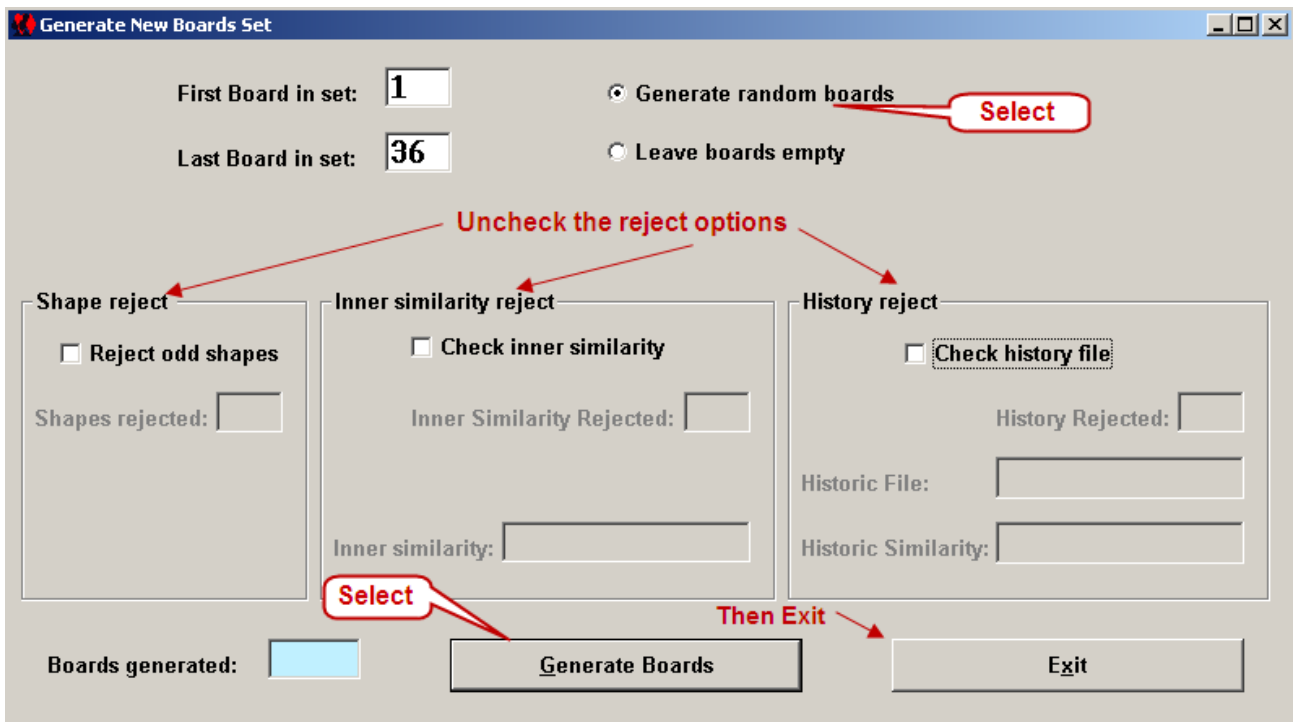 Generate New Boards Set
First Board in set: 1
Generate random boards
Select
Last Board in set: 36
Leave boards empty
Uncheck the reject options
Shape reject
Inner similarity reject
History reject
Reject odd shapes
Check inner similarity
Check history file
Shapes rejected:
Inner Similarity Rejected:
History Rejected:
Historic File:
Inner similarity:
Historic Similarity:
Select
Then Exit
Boards generated:
Generate Boards
Exit